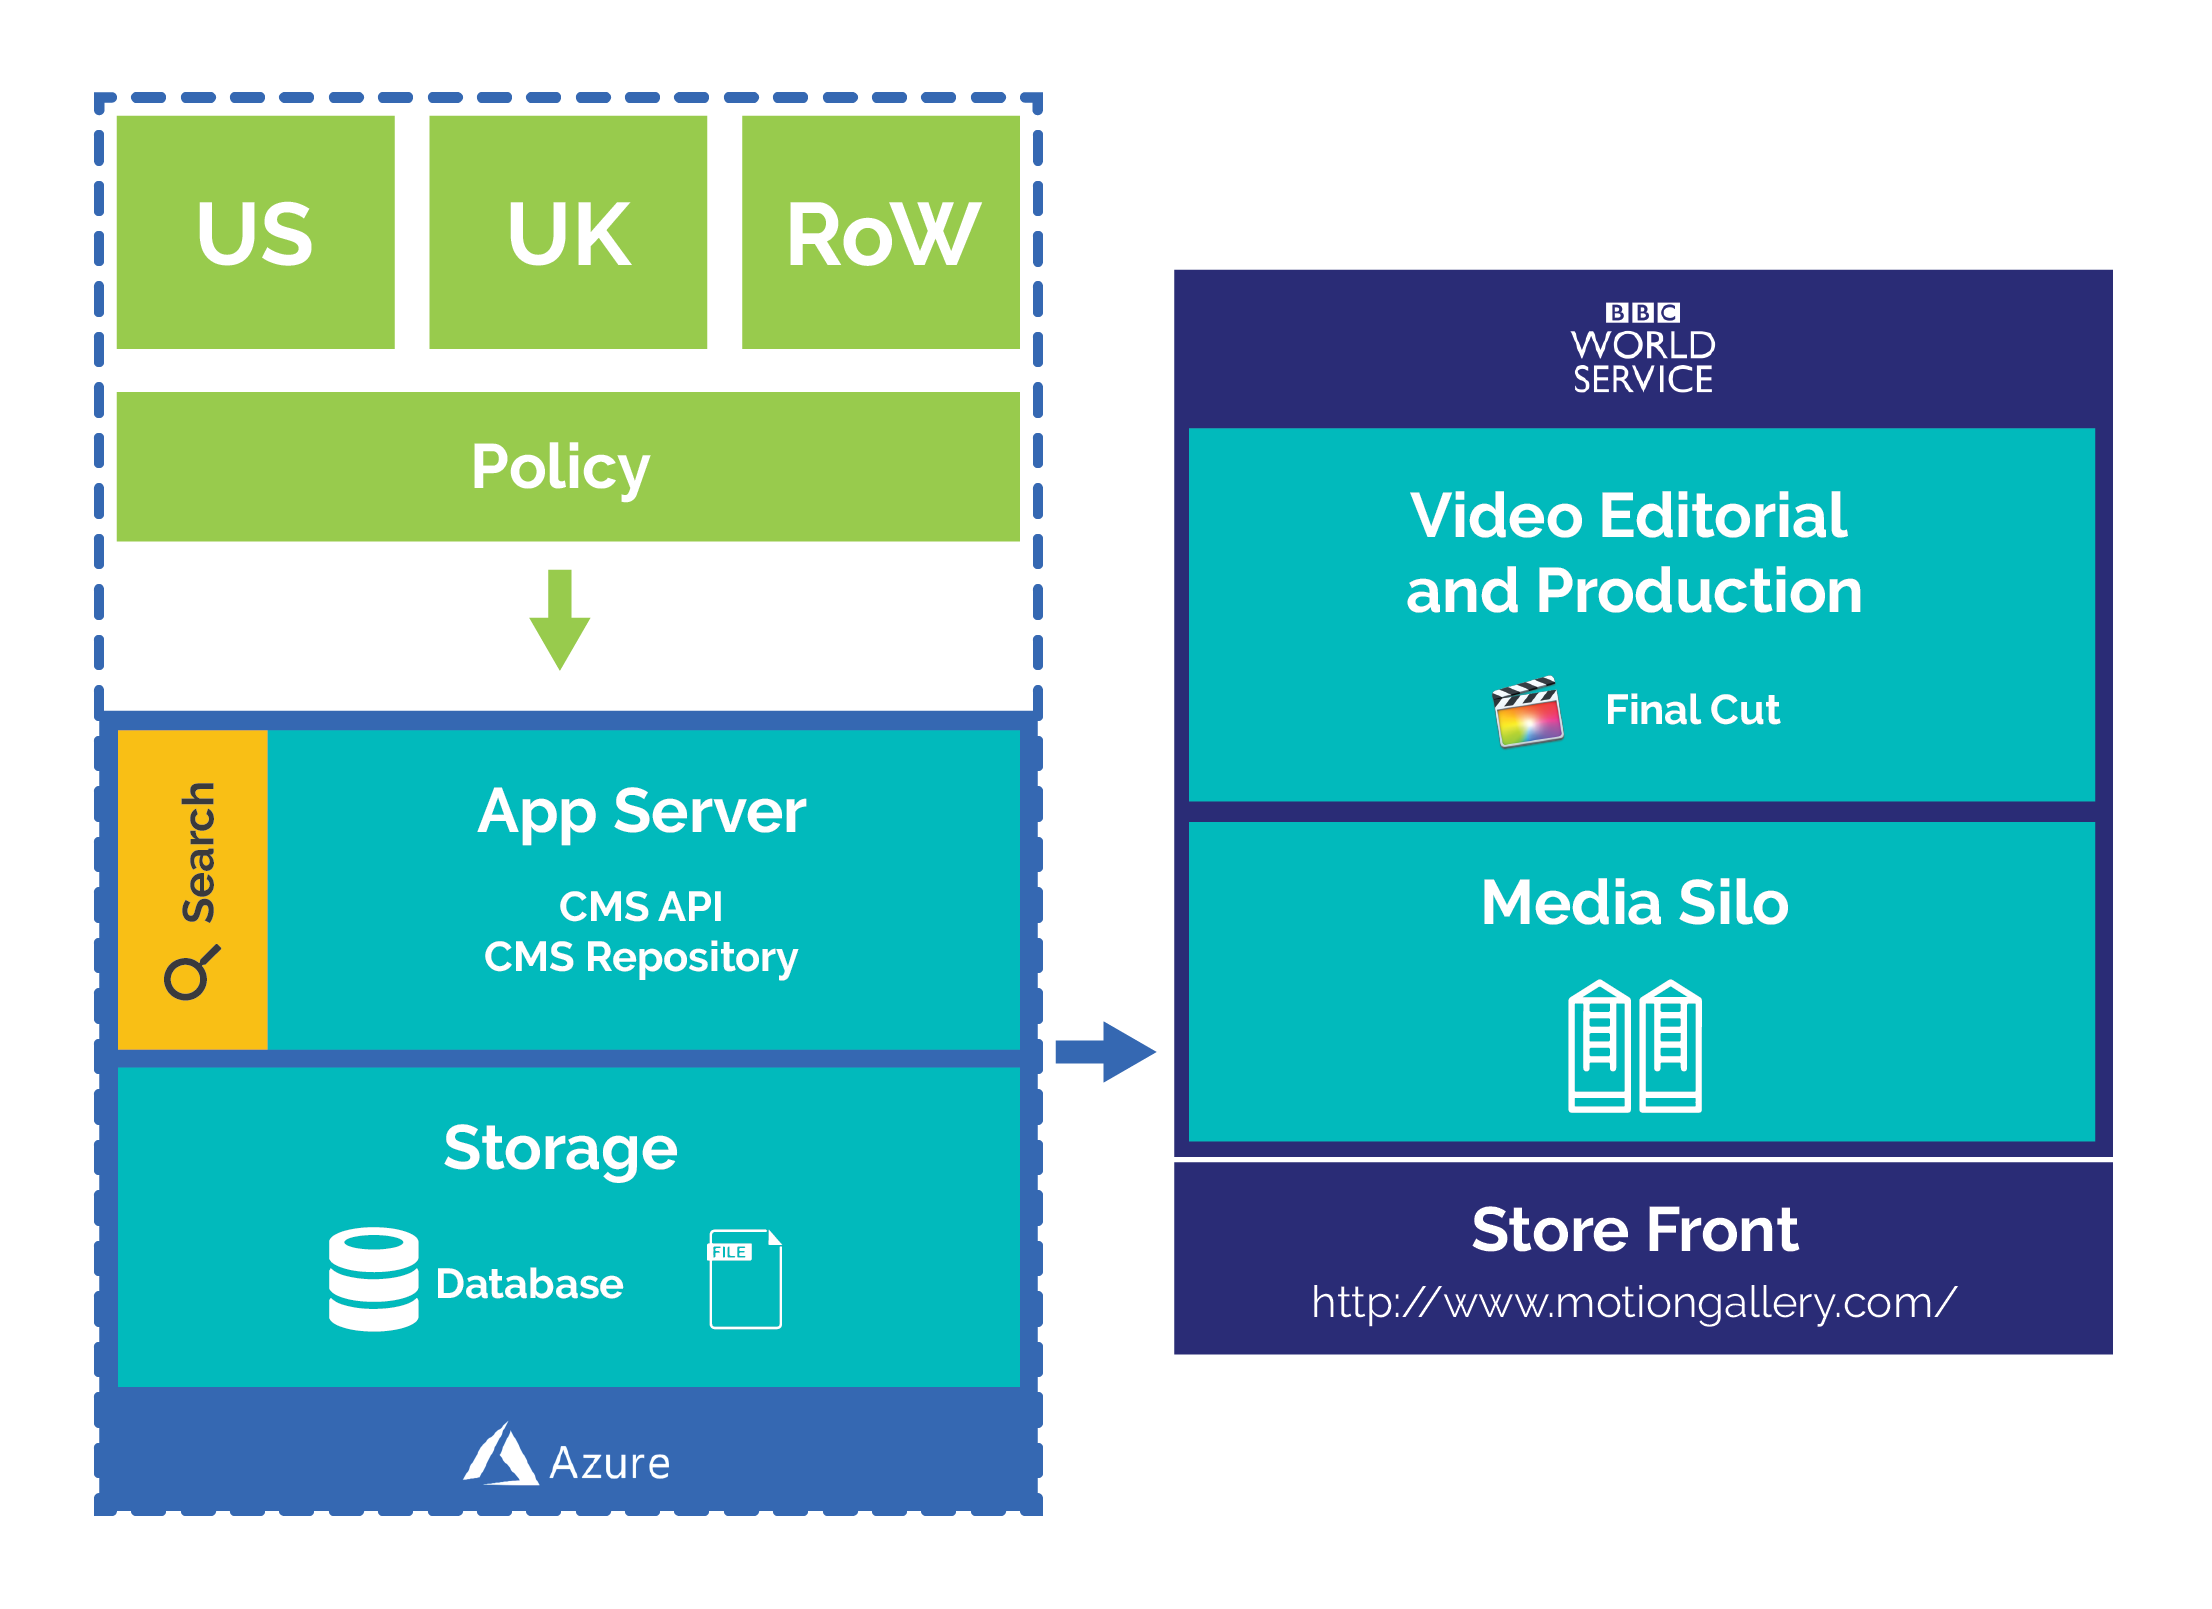 US
UK
RoW
Policy
Search
App Server
CMS API
CMS Repository
Storage
Database
FILE
Azure
BBC
WORLD
SERVICE
Video Editorial
and Production
Final Cut
Media Silo
Store Front
http://www.motiongallery.com/